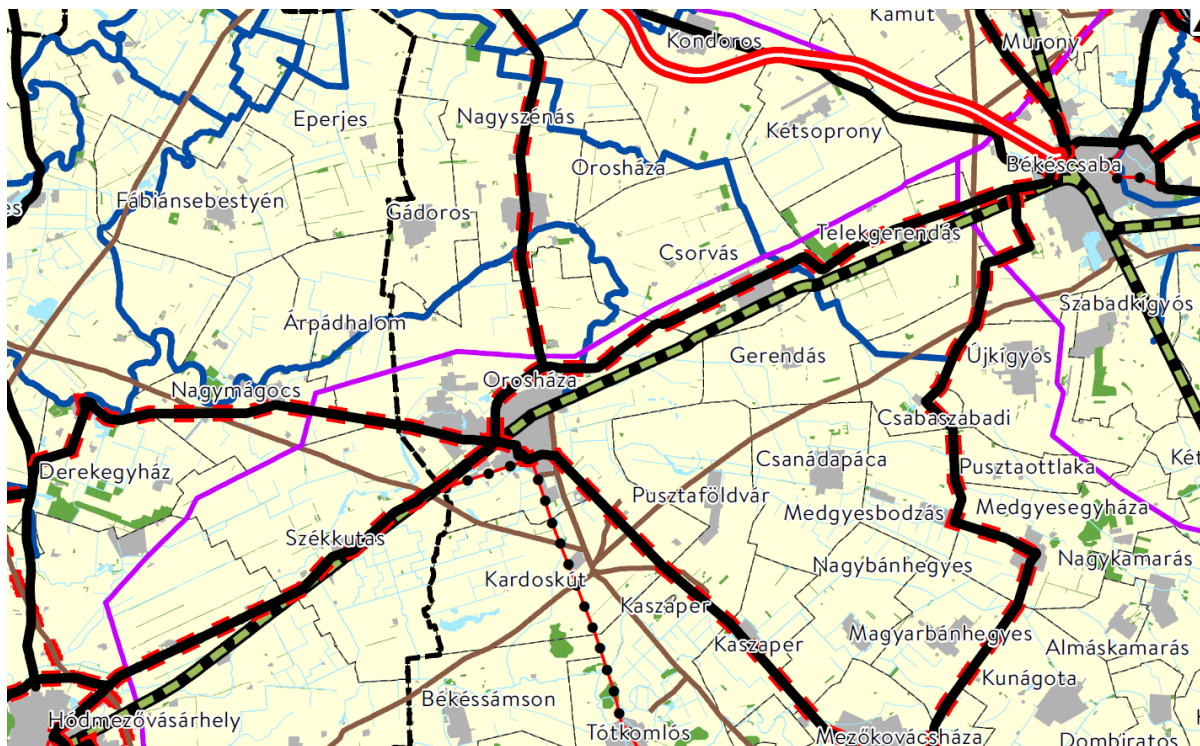 Kamut
Kondoros
Murony
Nagyszénás
Eperjes
Kétsoprony
Orosháza
Békéscsaba
Fábiánsebestyén
es
Gádoros
Telekgerendás
Csorvás
Szabadkígyós
Árpádhalom
Gerendás
Újkígyós
Orosháza
Nagymágocs
Csabaszabadi
Két
Csanádapáca
Pusztaottlaka
Derekegyház
Pusztaföldvár
Medgyesbodzás
Medgyesegyháza
Székkutas
Nagybánhegyes
Nagykamarás
Kardoskút
Kaszaper
Magyarbánhegyes
Kaszaper
Almáskamarás
Kunágota
Békéssámson
Hódmezővásárhely
Tótkomlós
Mezőkovácsháza
Dombiratos